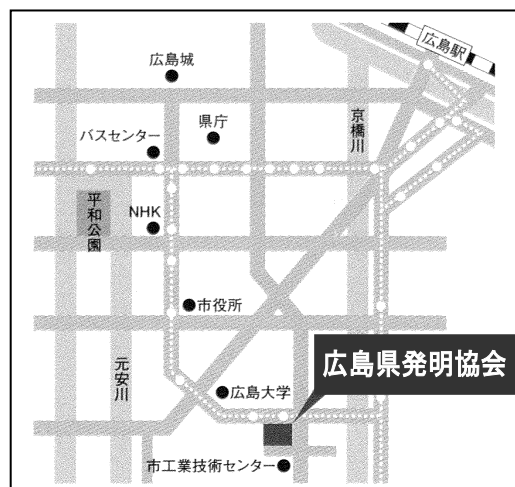 広島駅
広島城
京橋川
県庁
バスセンター
平和公園
NHK
市役所
元安川
広島県発明協会
広島大学
市工業技術センター